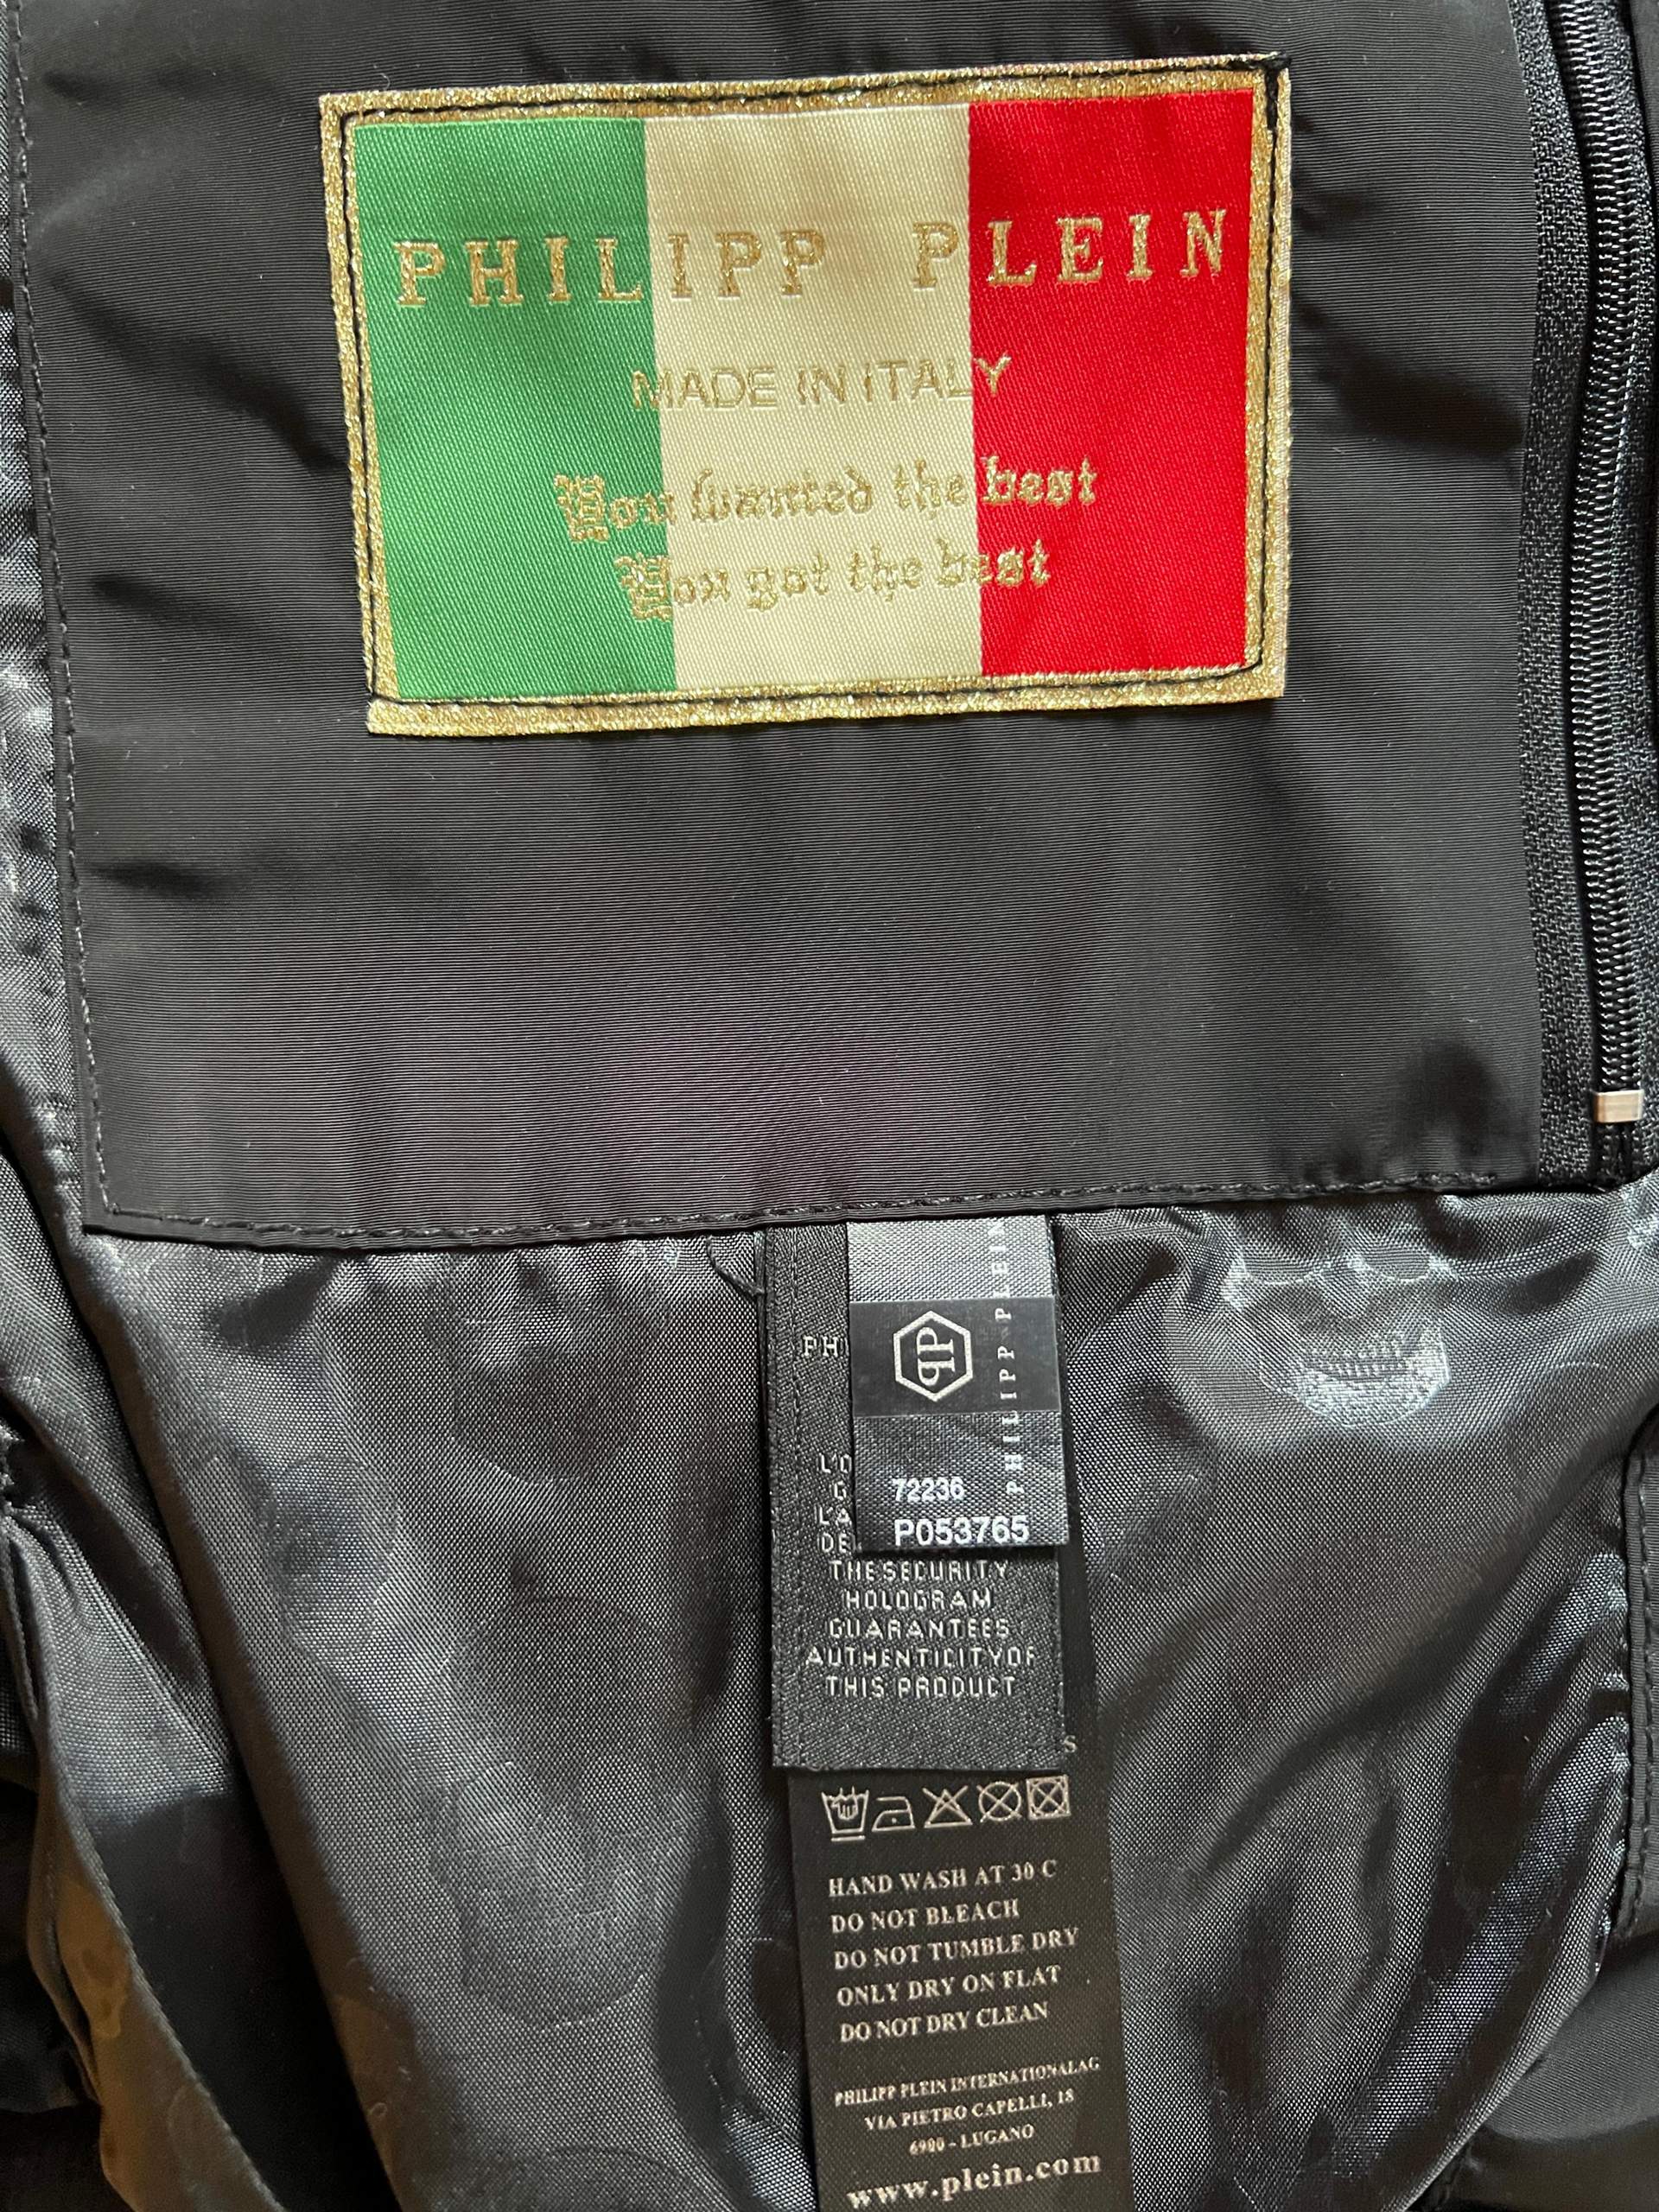 PHILIPP PLEIN
MADE IN ITALY
You wanted the best
You got the best
PHILIPP PLEIN
72236
P053765
THE SECURITY
HOLOGRAM
GUARANTEES
AUTHENTICITY OF
THIS PRODUCT
HAND WASH AT 30 C
DO NOT BLEACH
DO NOT TUMBLE DRY
ONLY DRY ON FLAT
DO NOT DRY CLEAN
PHILIPP PLEIN INTERNATIONALAG
VIA PIETRO CAPELLI, 18
6900 - LUGANO
www.plein.com